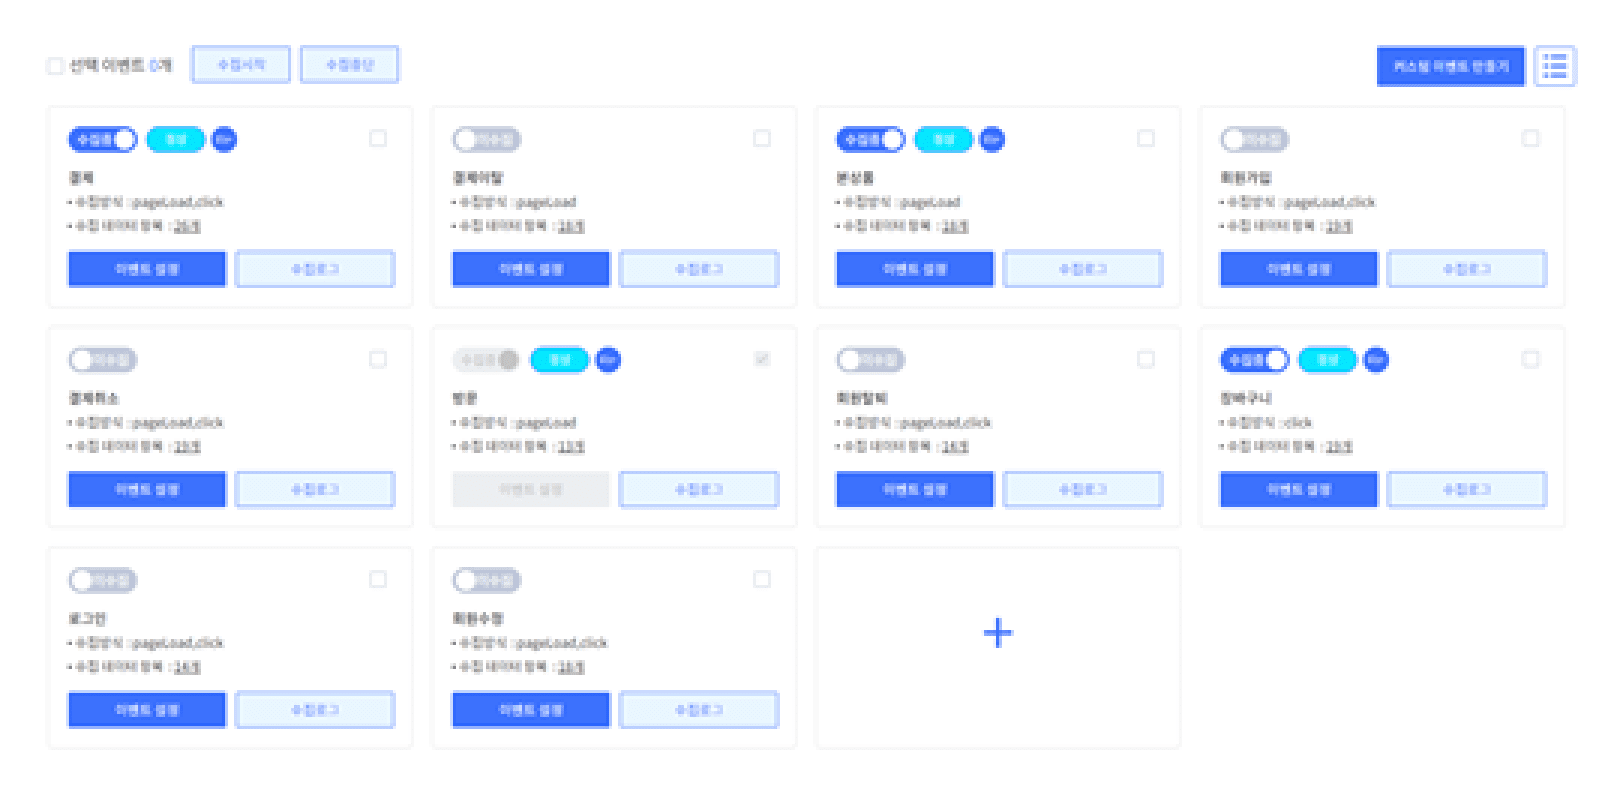 선택 이벤트 0개
수집시작
수집중단
커스텀 이벤트 만들기
수집중
정상
결제
• 수집방식 : pageLoad,click
• 수집 데이터 항목 :
이벤트 설정
수집로그
미수집
결제이탈
• 수집방식 : pageLoad
• 수집 데이터 항목 :
이벤트 설정
수집로그
수집중
정상
본상품
• 수집방식 : pageLoad
• 수집 데이터 항목 :
이벤트 설정
수집로그
미수집
회원가입
• 수집방식 : pageLoad,click
• 수집 데이터 항목 :
이벤트 설정
수집로그
미수집
결제취소
• 수집방식 : pageLoad,click
• 수집 데이터 항목 :
이벤트 설정
수집로그
수집중
정상
방문
• 수집방식 : pageLoad
• 수집 데이터 항목 :
이벤트 설정
수집로그
미수집
회원탈퇴
• 수집방식 : pageLoad,click
• 수집 데이터 항목 :
이벤트 설정
수집로그
수집중
정상
장바구니
• 수집방식 : click
• 수집 데이터 항목 :
이벤트 설정
수집로그
미수집
로그인
• 수집방식 : pageLoad,click
• 수집 데이터 항목 :
이벤트 설정
수집로그
미수집
회원수정
• 수집방식 : pageLoad,click
• 수집 데이터 항목 :
이벤트 설정
수집로그